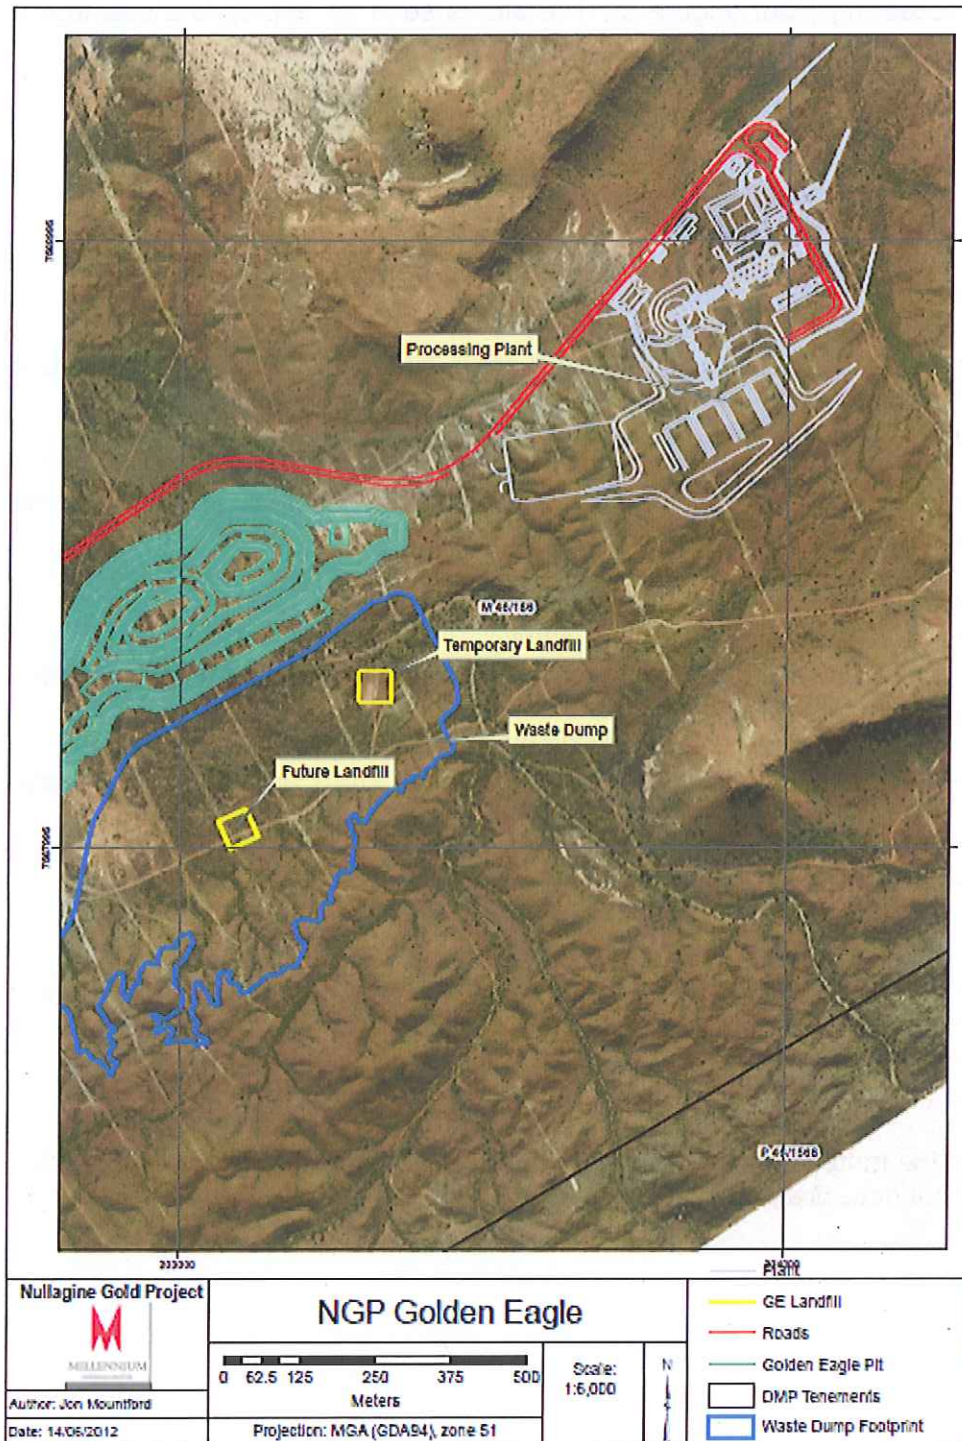 Processing Plant
M 46/186
Temporary Landfill
Waste Dump
Future Landfill
Nullagine Gold Project
MILLENNIUM
Author: Jon Mountford
Date: 14/06/2012
NGP Golden Eagle
0 62.5 125 250 375 500
Meters
Projection: MGA (GDA94), zone 51
Scale:
1:6,000
N
Plant
GE Landfill
Roads
Golden Eagle Pit
DMP Tenements
Waste Dump Footprint